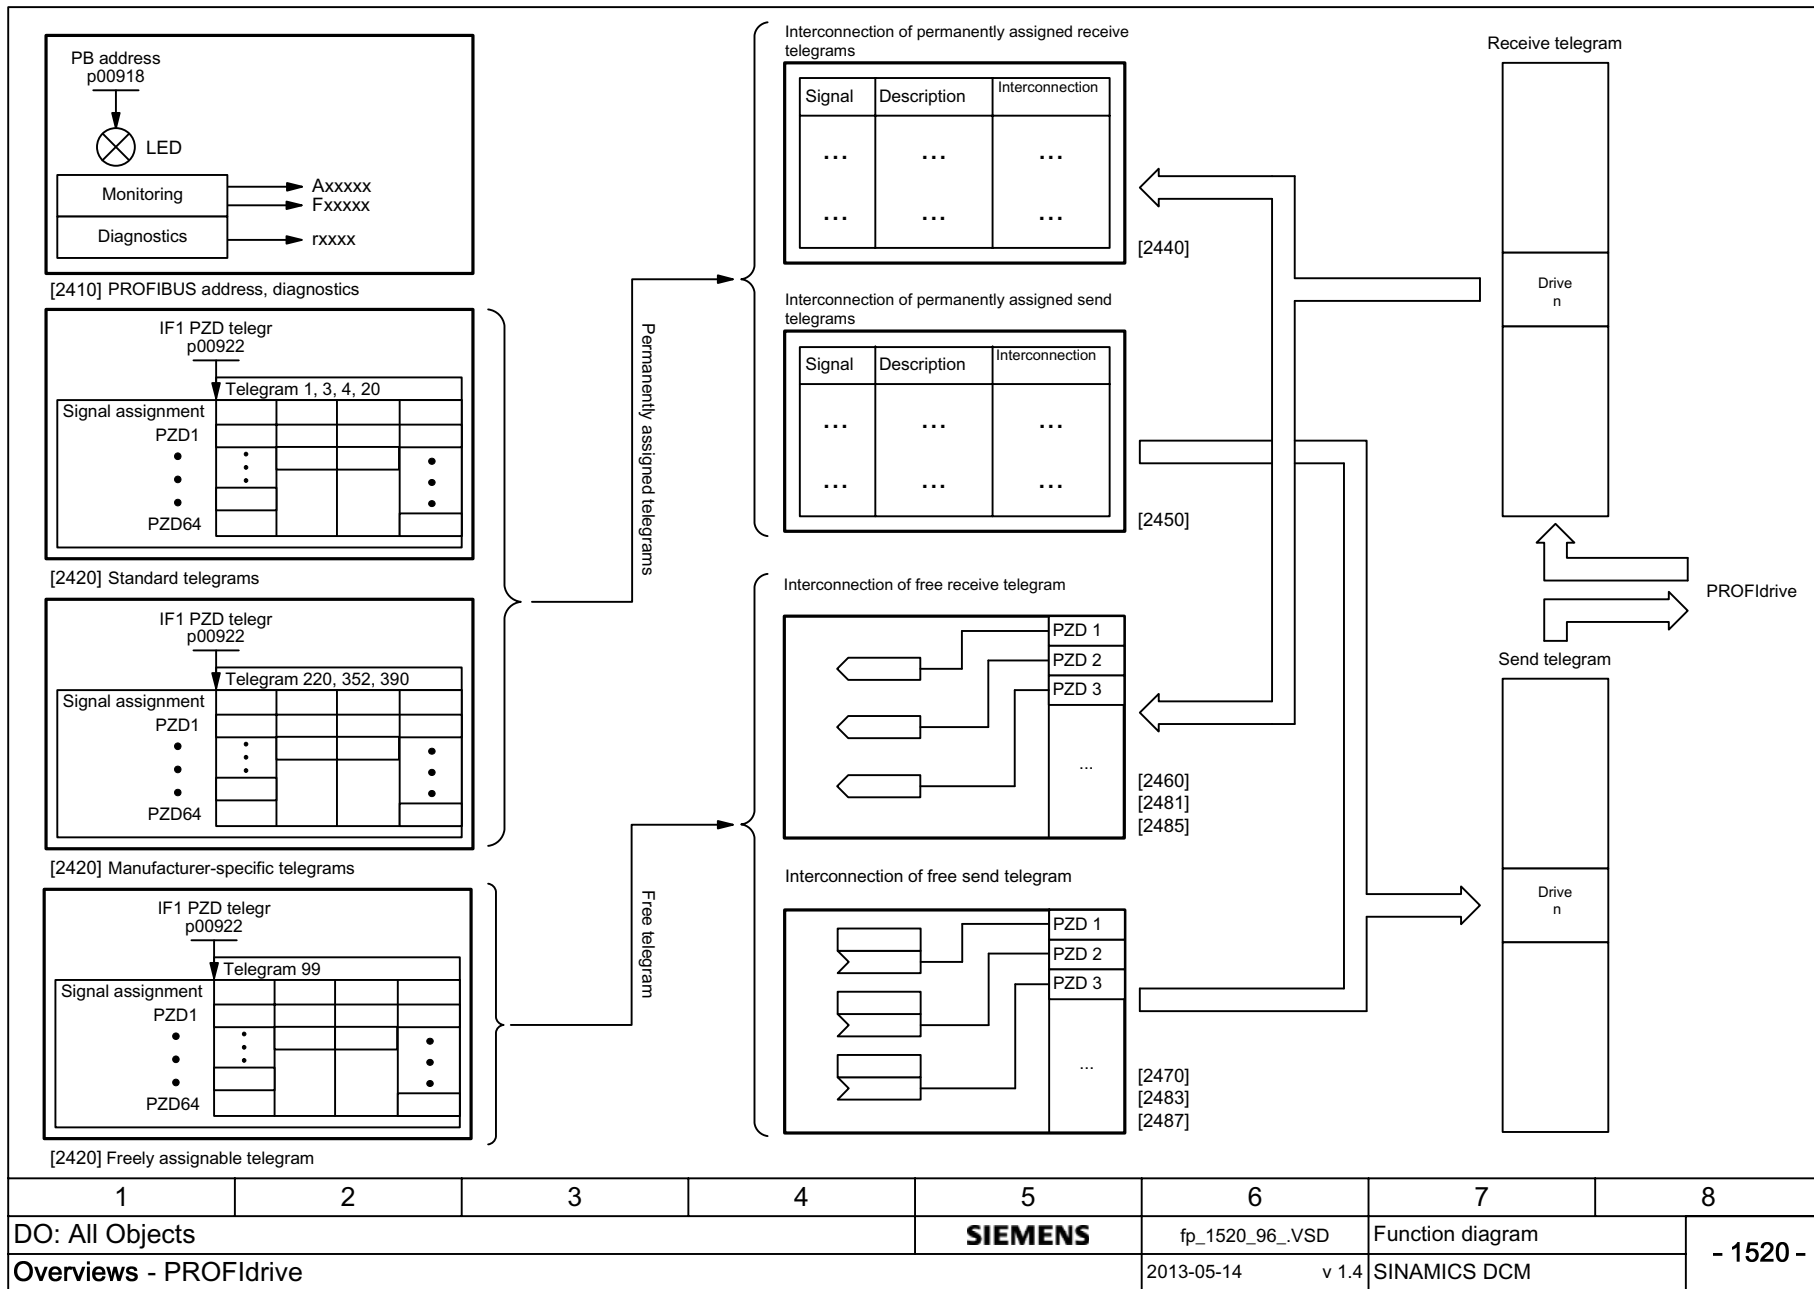 PB address
p00918
LED
Monitoring
Axxxxx
Fxxxxx
Diagnostics
rxxxx
[2410] PROFIBUS address, diagnostics
IF1 PZD telegr
p00922
Telegram 1, 3, 4, 20
Signal assignment
PZD1
PZD64
[2420] Standard telegrams
IF1 PZD telegr
p00922
Telegram 220, 352, 390
Signal assignment
PZD1
PZD64
[2420] Manufacturer-specific telegrams
IF1 PZD telegr
p00922
Telegram 99
Signal assignment
PZD1
PZD64
[2420] Freely assignable telegram
Permanently assigned telegrams
Free telegram
Interconnection of permanently assigned receive
telegrams
Signal Description Interconnection
... ... ...
... ... ...
[2440]
Interconnection of permanently assigned send
telegrams
Signal Description Interconnection
... ... ...
... ... ...
[2450]
Interconnection of free receive telegram
PZD 1
PZD 2
PZD 3
...
[2460]
[2481]
[2485]
Interconnection of free send telegram
PZD 1
PZD 2
PZD 3
...
[2470]
[2483]
[2487]
Receive telegram
Drive
n
PROFIdrive
Send telegram
Drive
n
1 2 3 4 5 6 7 8
DO: All Objects
SIEMENS
fp_1520_96_.VSD
Function diagram
- 1520 -
Overviews - PROFIdrive
2013-05-14 v 1.4
SINAMICS DCM